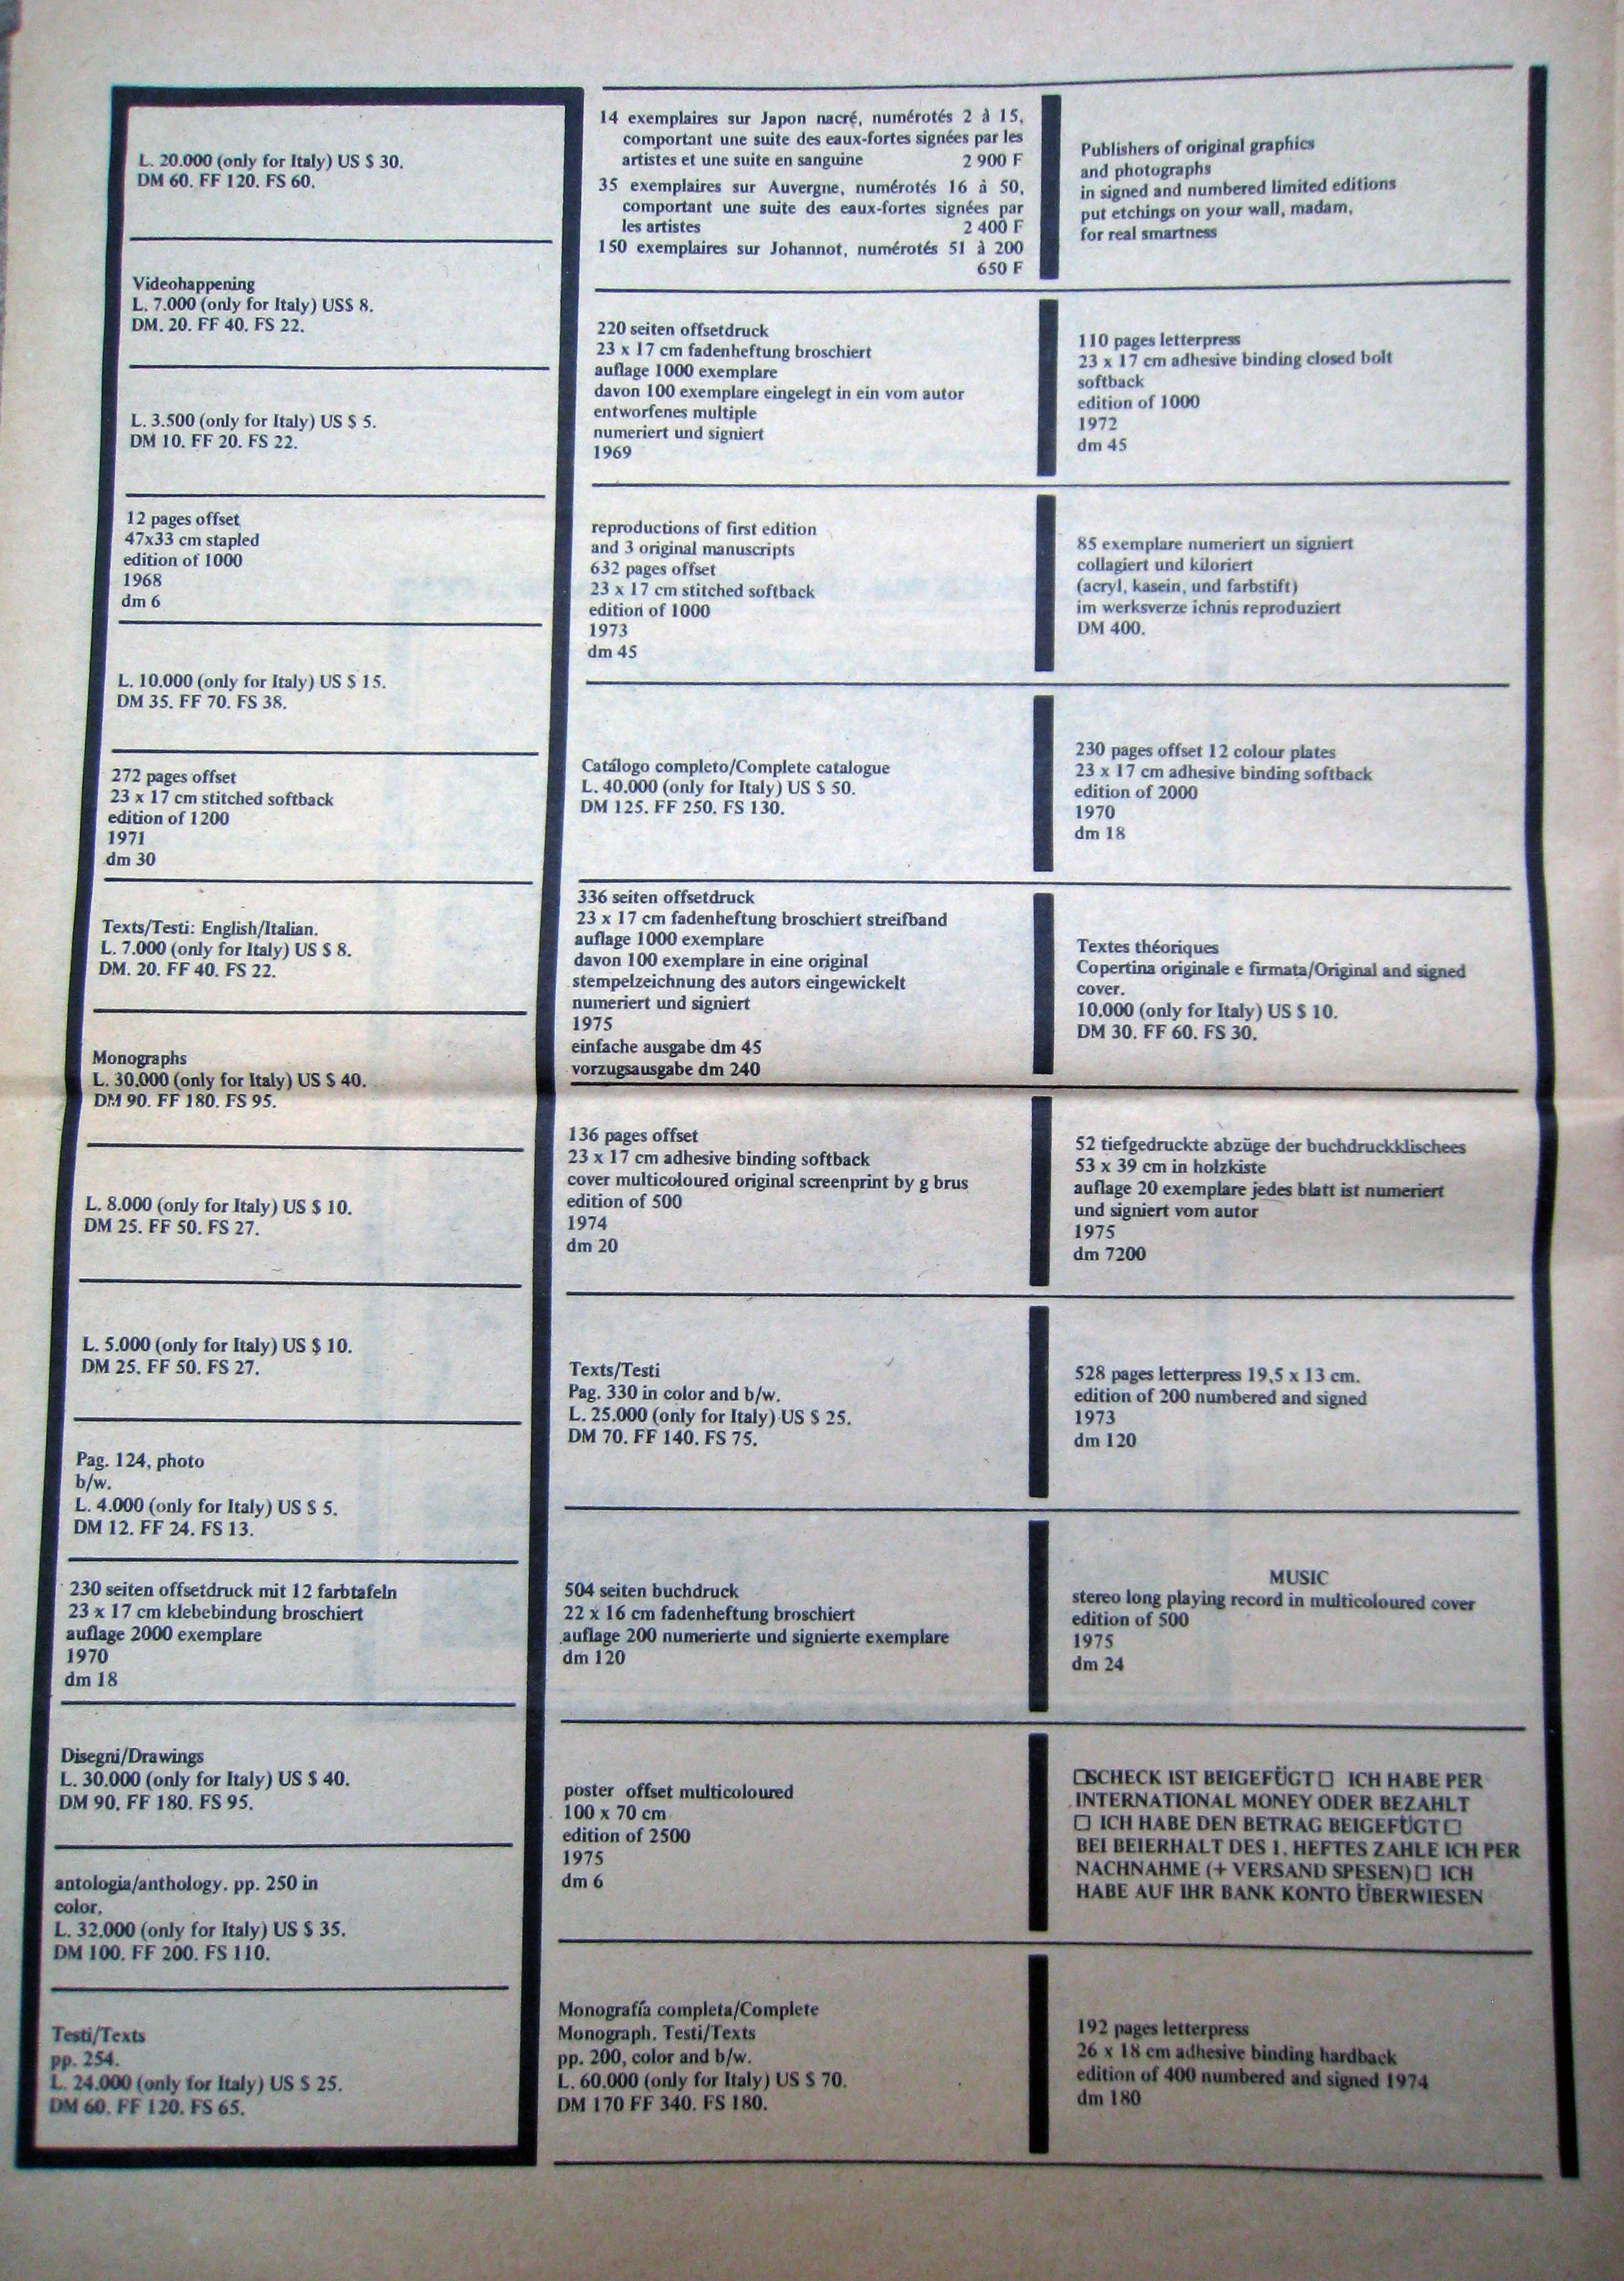 L. 20.000 (only for Italy) US $ 30.
DM 60. FF 120. FS 60.
Videohappening
L. 7.000 (only for Italy) US$ 8.
DM. 20. FF 40. FS 22.
L. 3.500 (only for Italy) US $ 5.
DM 10. FF 20. FS 22.
12 pages offset
47x33 cm stapled
edition of 1000
1968
dm 6
L. 10.000 (only for Italy) US $ 15.
DM 35. FF 70. FS 38.
272 pages offset
23 x 17 cm stitched softback
edition of 1200
1971
dm 30
Texts/Testi: English/Italian.
L. 7.000 (only for Italy) US $ 8.
DM. 20. FF 40. FS 22.
Monographs
L. 30.000 (only for Italy) US $ 40.
DM 90. FF 180. FS 95.
L. 8.000 (only for Italy) US $ 10.
DM 25. FF 50. FS 27.
L. 5.000 (only for Italy) US $ 10.
DM 25. FF 50. FS 27.
Pag. 124, photo
b/w.
L. 4.000 (only for Italy) US $ 5.
DM 12. FF 24. FS 13.
230 seiten offsetdruck mit 12 farbtafeln
23 x 17 cm klebebindung broschiert
auflage 2000 exemplare
1970
dm 18
Disegni/Drawings
L. 30.000 (only for Italy) US $ 40.
DM 90. FF 180. FS 95.
antologia/anthology. pp. 250 in
color.
L. 32.000 (only for Italy) US $ 35.
DM 100. FF 200. FS 110.
Testi/Texts
pp. 254.
L. 24.000 (only for Italy) US $ 25.
DM 60. FF 120. FS 65.
14 exemplaires sur Japon nacré, numérotés 2 à 15,
comportant une suite des eaux-fortes signées par les
artistes et une suite en sanguine 2 900 F
35 exemplaires sur Auvergne, numérotés 16 à 50,
comportant une suite des eaux-fortes signées par
les artistes 2 400 F
150 exemplaires sur Johannot, numérotés 51 à 200
650 F
220 seiten offsetdruck
23 x 17 cm fadenheftung broschiert
auflage 1000 exemplare
davon 100 exemplare eingelegt in ein vom autor
entworfenes multiple
numeriert und signiert
1969
reproductions of first edition
and 3 original manuscripts
632 pages offset
23 x 17 cm stitched softback
edition of 1000
1973
dm 45
Catálogo completo/Complete catalogue
L. 40.000 (only for Italy) US $ 50.
DM 125. FF 250. FS 130.
336 seiten offsetdruck
23 x 17 cm fadenheftung broschiert streifband
auflage 1000 exemplare
davon 100 exemplare in eine original
stempelzeichnung des autors eingewickelt
numeriert und signiert
1975
einfache ausgabe dm 45
vorzugsausgabe dm 240
136 pages offset
23 x 17 cm adhesive binding softback
cover multicoloured original screenprint by g brus
edition of 500
1974
dm 20
Texts/Testi
Pag. 330 in color and b/w.
L. 25.000 (only for Italy) US $ 25.
DM 70. FF 140. FS 75.
504 seiten buchdruck
22 x 16 cm fadenheftung broschiert
auflage 200 numerierte und signierte exemplare
dm 120
poster offset multicoloured
100 x 70 cm
edition of 2500
1975
dm 6
Monografía completa/Complete
Monograph. Testi/Texts
pp. 200, color and b/w.
L. 60.000 (only for Italy) US $ 70.
DM 170 FF 340. FS 180.
Publishers of original graphics
and photographs
in signed and numbered limited editions
put etchings on your wall, madam,
for real smartness
110 pages letterpress
23 x 17 cm adhesive binding closed bolt
softback
edition of 1000
1972
dm 45
85 exemplare numeriert un signiert
collagiert und kiloriert
(acryl, kasein, und farbstift)
im werksverze ichnis reproduziert
DM 400.
230 pages offset 12 colour plates
23 x 17 cm adhesive binding softback
edition of 2000
1970
dm 18
Textes théoriques
Copertina originale e firmata/Original and signed
cover.
10.000 (only for Italy) US $ 10.
DM 30. FF 60. FS 30.
52 tiefgedruckte abzüge der buchdruckklischees
53 x 39 cm in holzkiste
auflage 20 exemplare jedes blatt ist numeriert
und signiert vom autor
1975
dm 7200
528 pages letterpress 19,5 x 13 cm.
edition of 200 numbered and signed
1973
dm 120
MUSIC
stereo long playing record in multicoloured cover
edition of 500
1975
dm 24
□SCHECK IST BEIGEFÜGT□ ICH HABE PER
INTERNATIONAL MONEY ODER BEZAHLT
□ ICH HABE DEN BETRAG BEIGEFÜGT□
BEI BEIERHALT DES 1. HEFTES ZAHLE ICH PER
NACHNAHME (+ VERSAND SPESEN)□ ICH
HABE AUF IHR BANK KONTO ÜBERWIESEN
192 pages letterpress
26 x 18 cm adhesive binding hardback
edition of 400 numbered and signed 1974
dm 180